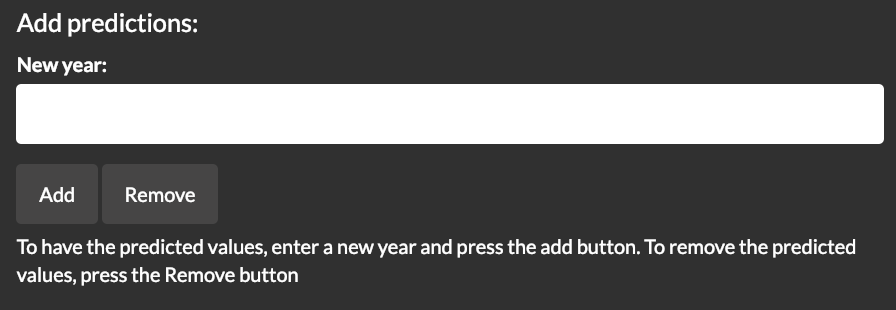 Add predictions:
New year:
Add
Remove
To have the predicted values, enter a new year and press the add button. To remove the predicted
values, press the Remove button